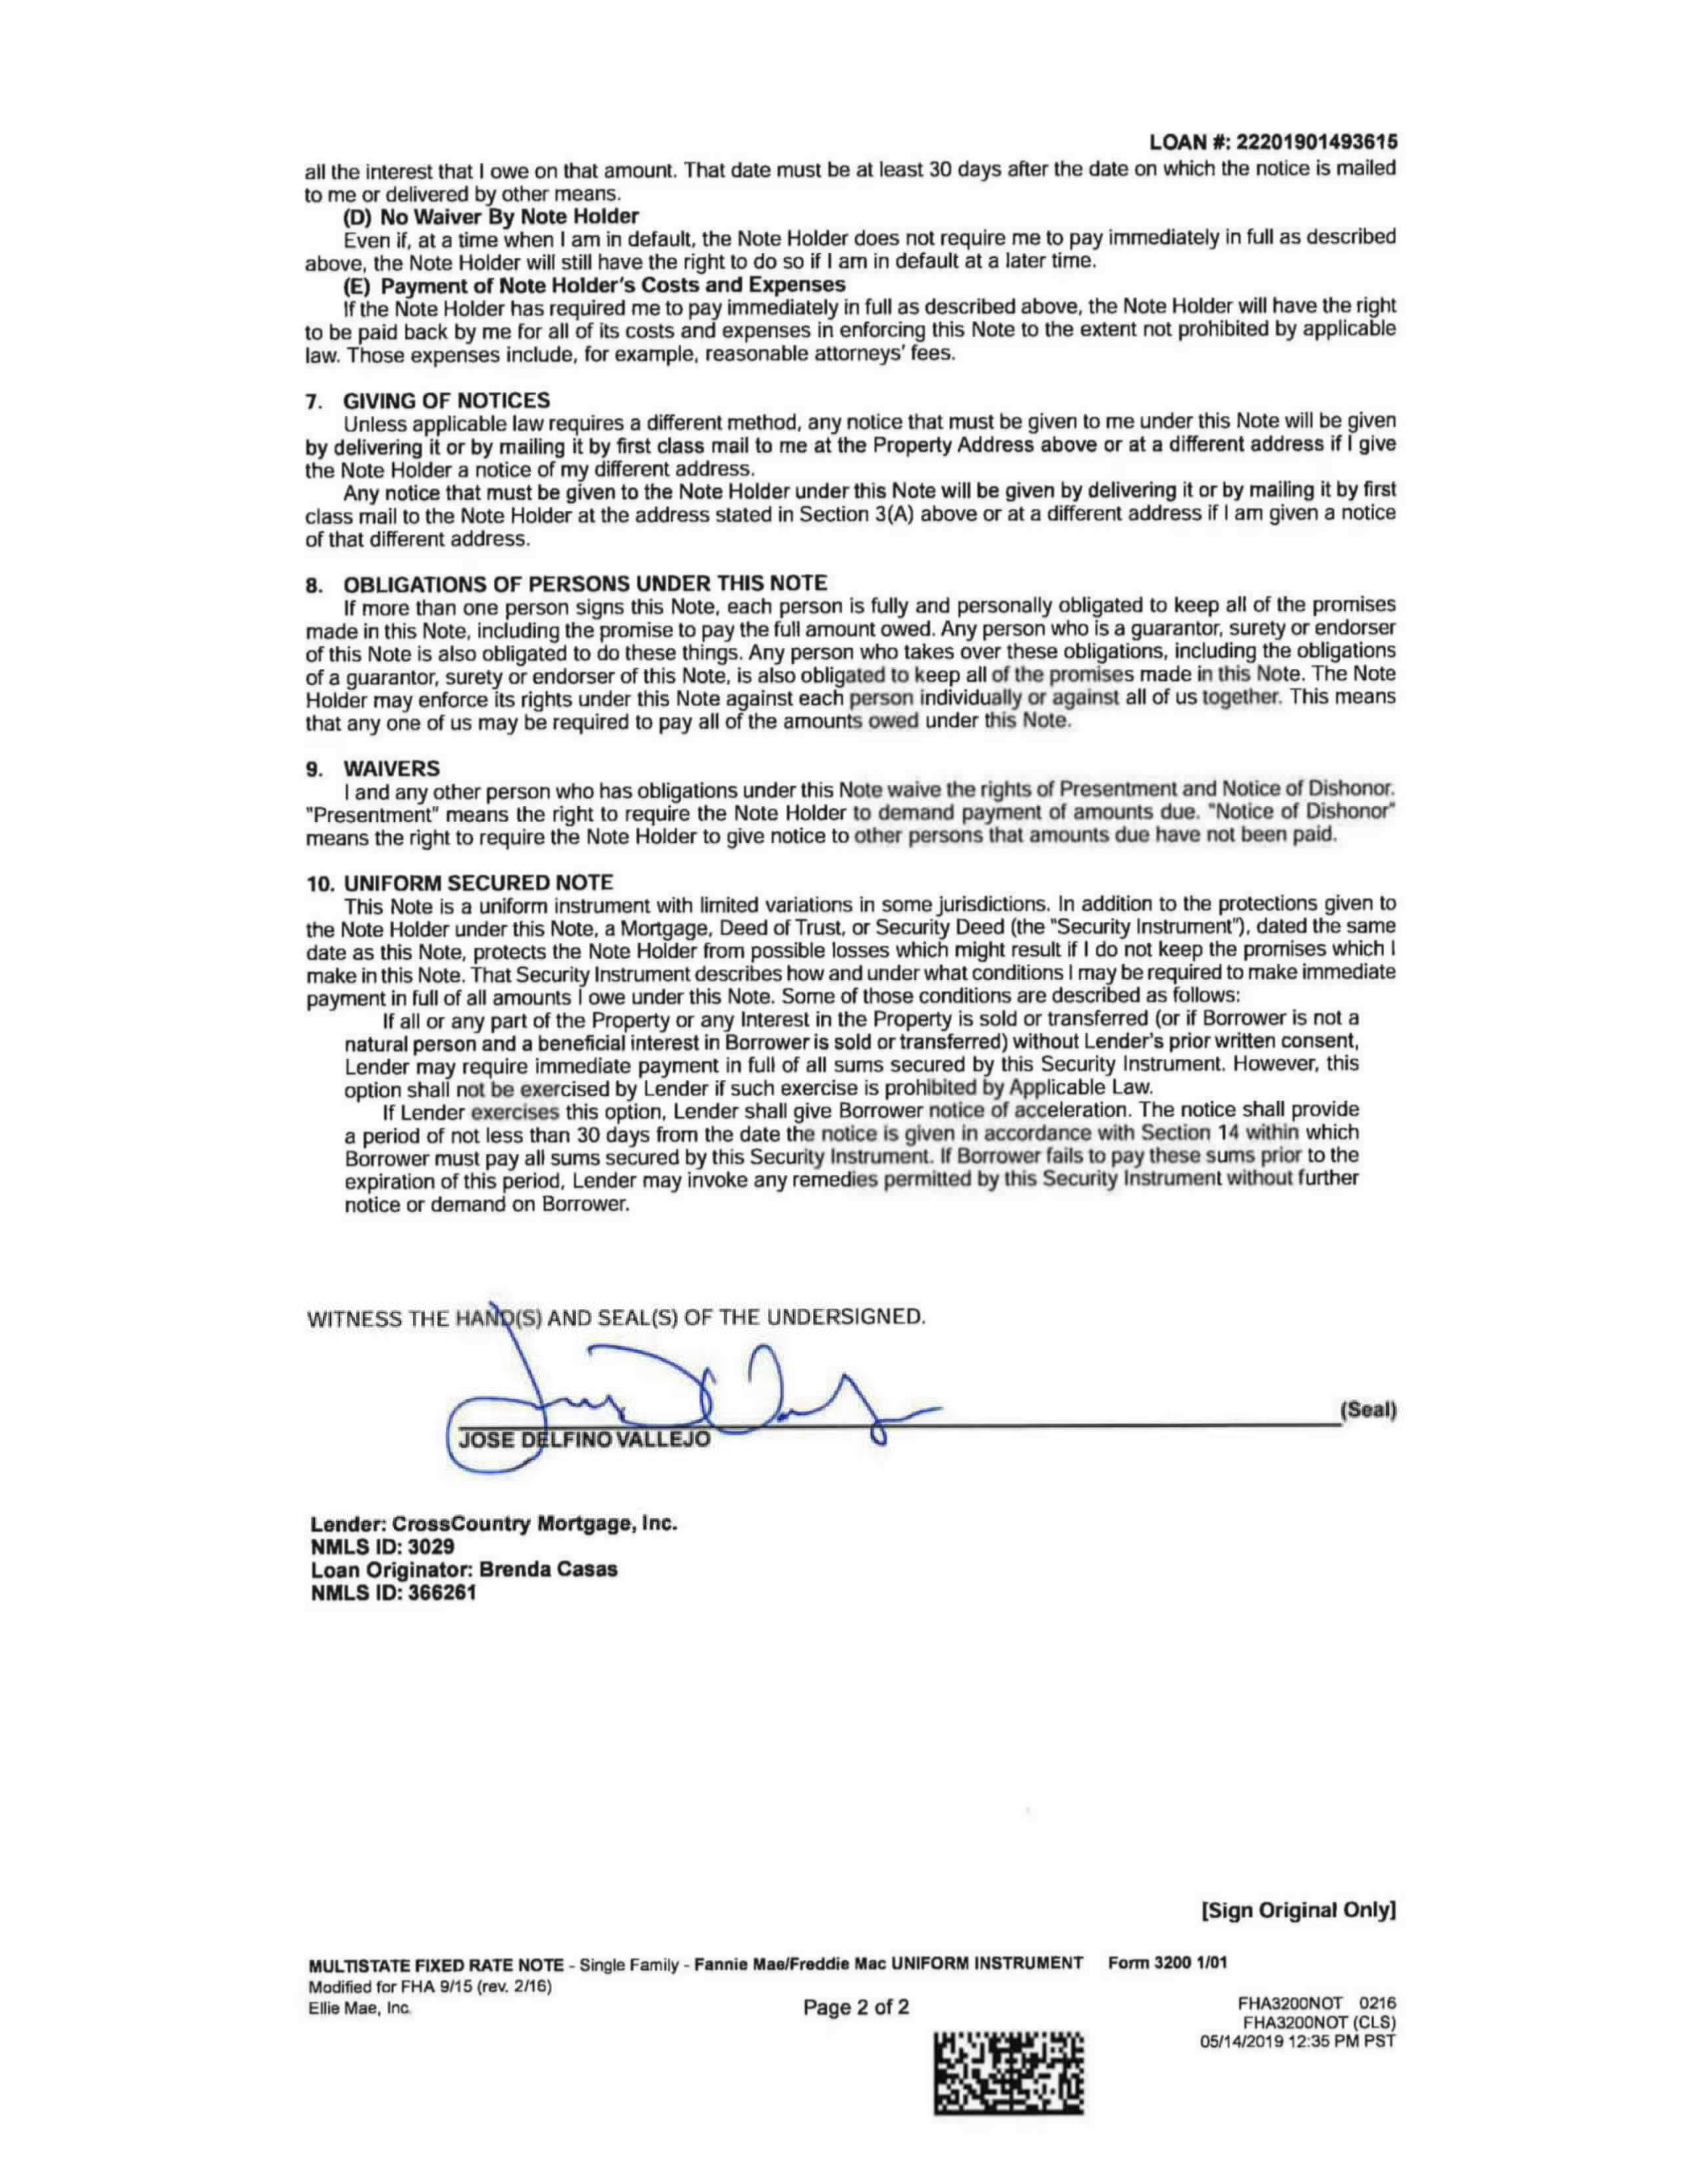 LOAN #: 222019014​93615
all the interest that I owe on that amount. That date must be at least 30 days after the date on which the notice is mailed
to me or delivered by other means.
(D) No Waiver By Note Holder
Even if, at a time when I am in default, the Note Holder does not require me to pay immediately in full as described
above, the Note Holder will still have the right to do so if I am in default at a later time.
(E) Payment of Note Holder's Costs and Expenses
If the Note Holder has required me to pay immediately in full as described above, the Note Holder will have the right
to be paid back by me for all of its costs and expenses in enforcing this Note to the extent not prohibited by applicable
law. Those expenses include, for example, reasonable attorneys' fees.
7. GIVING OF NOTICES
Unless applicable law requires a different method, any notice that must be given to me under this Note will be given
by delivering it or by mailing it by first class mail to me at the Property Address above or at a different address if I give
the Note Holder a notice of my different address.
Any notice that must be given to the Note Holder under this Note will be given by delivering it or by mailing it by first
class mail to the Note Holder at the address stated in Section 3(A) above or at a different address if I am given a notice
of that different address.
8. OBLIGATIONS OF PERSONS UNDER THIS NOTE
If more than one person signs this Note, each person is fully and personally obligated to keep all of the promises
made in this Note, including the promise to pay the full amount owed. Any person who is a guarantor, surety or endorser
of this Note is also obligated to do these things. Any person who takes over these obligations, including the obligations
of a guarantor, surety or endorser of this Note, is also obligated to keep all of the promises made in this Note. The Note
Holder may enforce its rights under this Note against each person individually or against all of us together. This means
that any one of us may be required to pay all of the amounts owed under this Note.
9. WAIVERS
I and any other person who has obligations under this Note waive the rights of Presentment and Notice of Dishonor.
"Presentment" means the right to require the Note Holder to demand payment of amounts due. "Notice of Dishonor"
means the right to require the Note Holder to give notice to other persons that amounts due have not been paid.
10. UNIFORM SECURED NOTE
This Note is a uniform instrument with limited variations in some jurisdictions. In addition to the protections given to
the Note Holder under this Note, a Mortgage, Deed of Trust, or Security Deed (the "Security Instrument"), dated the same
date as this Note, protects the Note Holder from possible losses which might result if I do not keep the promises which I
make in this Note. That Security Instrument describes how and under what conditions I may be required to make immediate
payment in full of all amounts I owe under this Note. Some of those conditions are described as follows:
If all or any part of the Property or any Interest in the Property is sold or transferred (or if Borrower is not a
natural person and a beneficial interest in Borrower is sold or transferred) without Lender's prior written consent,
Lender may require immediate payment in full of all sums secured by this Security Instrument. However, this
option shall not be exercised by Lender if such exercise is prohibited by Applicable Law.
If Lender exercises this option, Lender shall give Borrower notice of acceleration. The notice shall provide
a period of not less than 30 days from the date the notice is given in accordance with Section 14 within which
Borrower must pay all sums secured by this Security Instrument. If Borrower fails to pay these sums prior to the
expiration of this period, Lender may invoke any remedies permitted by this Security Instrument without further
notice or demand on Borrower.
WITNESS THE HAND(S) AND SEAL(S) OF THE UNDERSIGNED.
(Seal)
JOSE DELFINO VALLEJO
Lender: CrossCountry Mortgage, Inc.
NMLS ID: 3029
Loan Originator: Brenda Casas
NMLS ID: 366261
[Sign Original Only]
MULTISTATE FIXED RATE NOTE - Single Family - Fannie Mae/Freddie Mac UNIFORM INSTRUMENT Form 3200 1/01
Modified for FHA 9/15 (rev. 2/16)
Ellie Mae, Inc.
Page 2 of 2
FHA3200NOT 0216
FHA3200NOT (CLS)
05/14/2019 12:35 PM PST